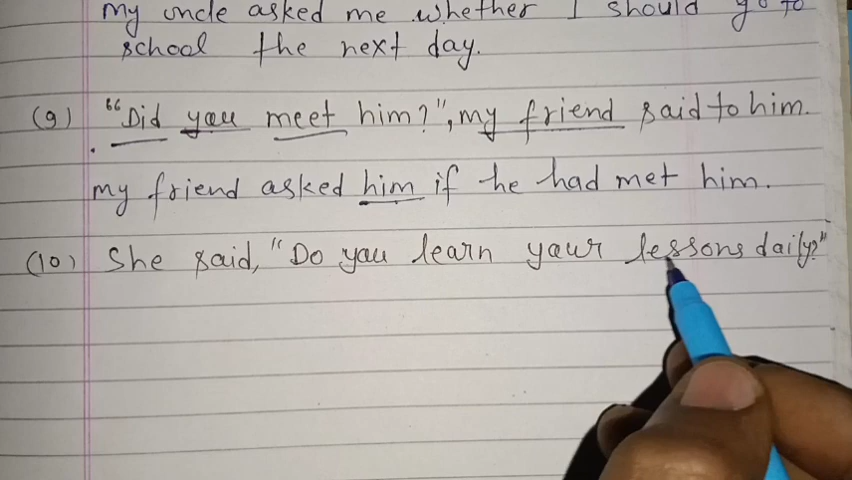 my uncle asked me whether I should go to
school the next day.
(9) "Did you meet him?", my friend said to him.
my friend asked him if he had met him.
(10) She said, "Do you learn your lessons daily?"